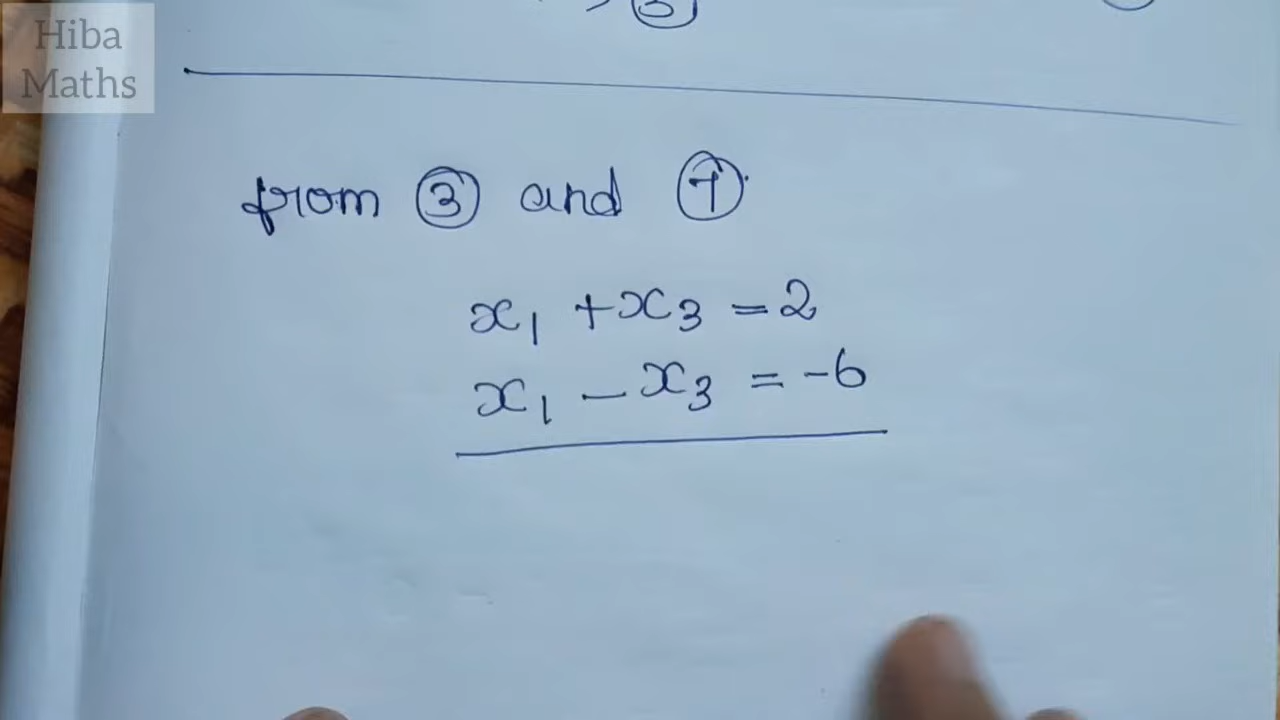 Hiba
Maths
from ③ and ⑦
x₁ + x₃ = 2
x₁ - x₃ = -6